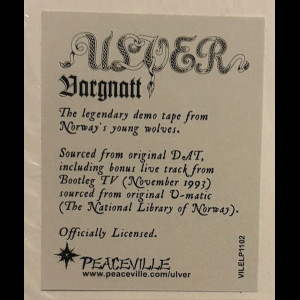 ULVER
Vargnatt
The legendary demo tape from
Norway's young wolves.
Sourced from original DAT,
including bonus live track from
Bootleg TV (November 1993)
sourced from original U-matic
(The National Library of Norway).
Officially Licensed.
PEACEVILLE
www.peaceville.com/ulver
VILELP1102